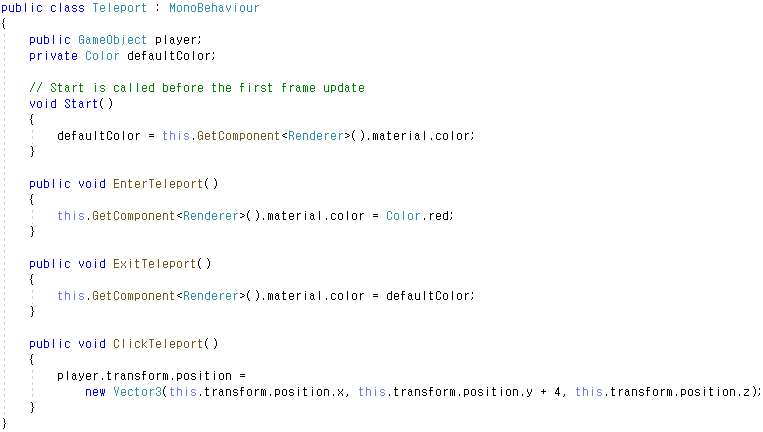 public class Teleport : MonoBehaviour
{
    public GameObject player;
    private Color defaultColor;

    // Start is called before the first frame update
    void Start()
    {
        defaultColor = this.GetComponent<Renderer>().material.color;
    }

    public void EnterTeleport()
    {
        this.GetComponent<Renderer>().material.color = Color.red;
    }

    public void ExitTeleport()
    {
        this.GetComponent<Renderer>().material.color = defaultColor;
    }

    public void ClickTeleport()
    {
        player.transform.position =
            new Vector3(this.transform.position.x, this.transform.position.y + 4, this.transform.position.z);
    }
}